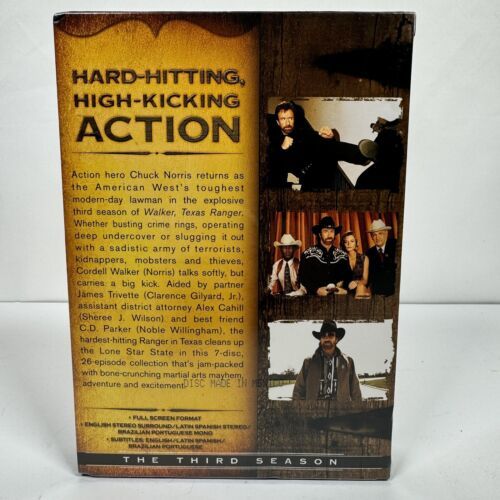 HARD-HITTING,
HIGH-KICKING
ACTION
Action hero Chuck Norris returns as
the American West's toughest
modern-day lawman in the explosive
third season of Walker, Texas Ranger.
Whether busting crime rings, operating
deep undercover or slugging it out
with a sadistic army of terrorists,
kidnappers, mobsters and thieves,
Cordell Walker (Norris) talks softly, but
carries a big kick. Aided by partner
James Trivette (Clarence Gilyard, Jr.),
assistant district attorney Alex Cahill
(Sheree J. Wilson) and best friend
C.D. Parker (Noble Willingham), the
hardest-hitting Ranger in Texas cleans up
the Lone Star State in this 7-disc,
26-episode collection that's jam-packed
with bone-crunching martial arts mayhem,
adventure and excitement.
DISC MADE IN MEXICO
• FULL SCREEN FORMAT
• ENGLISH STEREO SURROUND/LATIN SPANISH STEREO/
BRAZILIAN PORTUGUESE MONO
• SUBTITLES: ENGLISH/LATIN SPANISH/
BRAZILIAN PORTUGUESE
THE THIRD SEASON